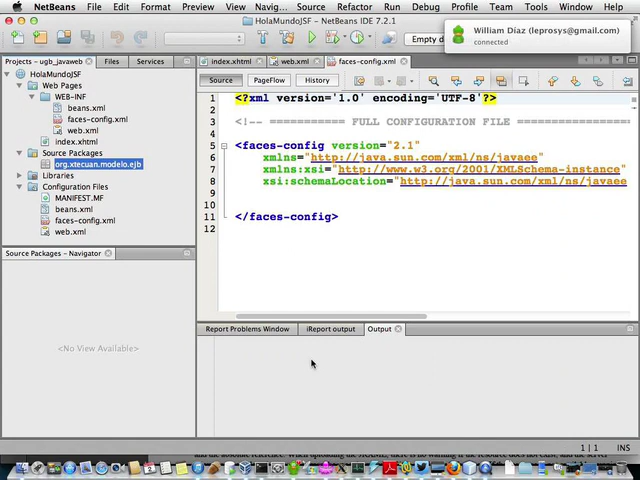 NetBeans File Edit Format View Navig... Source Refactor Run Debug Profile Team Tools Window Help
HolaMundoJSF - NetBeans IDE 7.2.1
Empty d
William Díaz (leprosys@gmail.com)
connected
Projects - ugb_javaweb Files Services
index.xhtml web.xml faces-config.xml
Source PageFlow History
HolaMundoJSF
Web Pages
WEB-INF
beans.xml
faces-config.xml
web.xml
index.xhtml
Source Packages
org.xtecuan.modelo.ejb
Libraries
Configuration Files
MANIFEST.MF
beans.xml
faces-config.xml
web.xml
1 <?xml version='1.0' encoding='UTF-8'?>
2
3 <!-- =========== FULL CONFIGURATION FILE ===========
4
5 <faces-config version="2.1"
6 xmlns="http://java.sun.com/xml/ns/javaee"
7 xmlns:xsi="http://www.w3.org/2001/XMLSchema-instance"
8 xsi:schemaLocation="http://java.sun.com/xml/ns/javaee
9
10
11 </faces-config>
12
Source Packages - Navigator
<No View Available>
Report Problems Window iReport output Output
1 | 1 INS